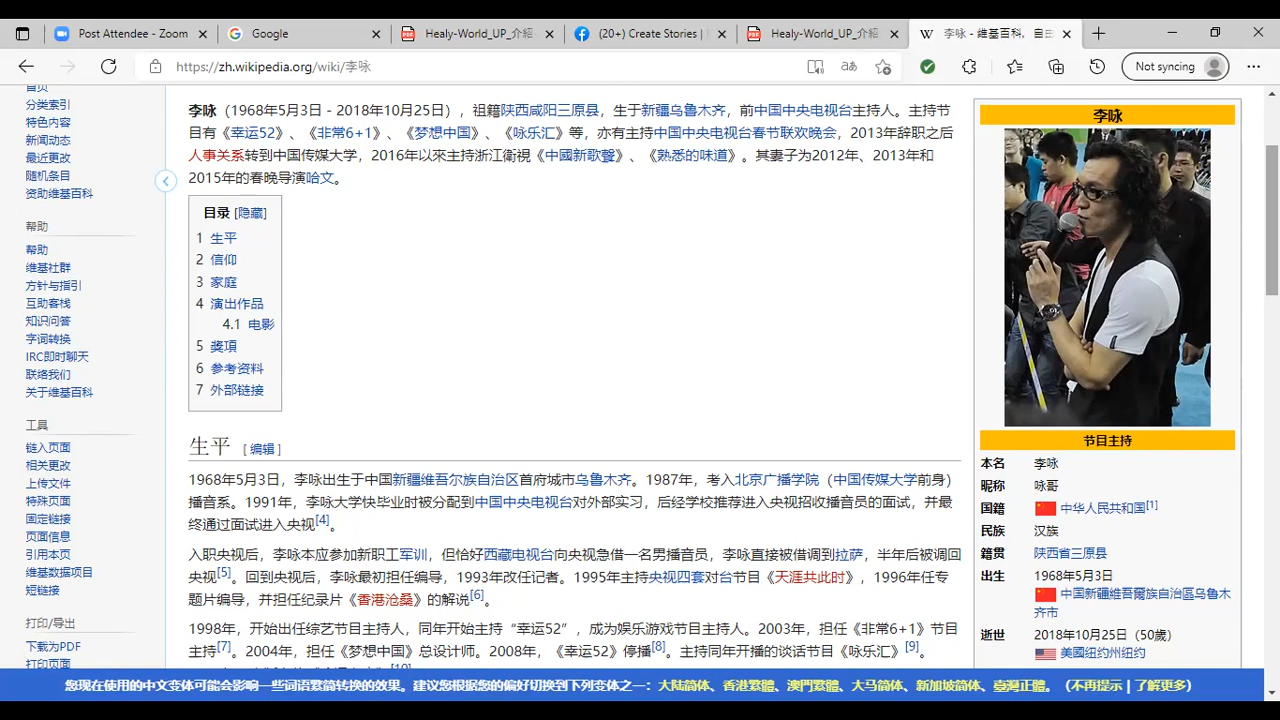 Post Attendee - Zoom
Google
Healy-World_UP_介紹
(20+) Create Stories |
Healy-World_UP_介紹
李咏 - 维基百科，自由
https://zh.wikipedia.org/wiki/李咏
Not syncing
首页
分类索引
特色内容
新闻动态
最近更改
随机条目
资助维基百科
帮助
帮助
维基社群
方针与指引
互助客栈
知识问答
字词转换
IRC即时聊天
联络我们
关于维基百科
工具
链入页面
相关更改
上传文件
特殊页面
固定链接
页面信息
引用本页
维基数据项目
短链接
打印/导出
下载为PDF
打印页面
李咏（1968年5月3日 - 2018年10月25日），祖籍陕西咸阳三原县，生于新疆乌鲁木齐，前中国中央电视台主持人。主持节
目有《幸运52》、《非常6+1》、《梦想中国》、《咏乐汇》等，亦有主持中国中央电视台春节联欢晚会，2013年辞职之后
人事关系转到中国传媒大学，2016年以來主持浙江衛視《中國新歌聲》、《熟悉的味道》。其妻子为2012年、2013年和
2015年的春晚导演哈文。
目录 [隐藏]
1 生平
2 信仰
3 家庭
4 演出作品
4.1 电影
5 獎項
6 参考资料
7 外部链接
生平 [ 编辑 ]
1968年5月3日，李咏出生于中国新疆维吾尔族自治区首府城市乌鲁木齐。1987年，考入北京广播学院（中国传媒大学前身）
播音系。1991年，李咏大学快毕业时被分配到中国中央电视台对外部实习，后经学校推荐进入央视招收播音员的面试，并最
终通过面试进入央视[4]。
入职央视后，李咏本应参加新职工军训，但恰好西藏电视台向央视急借一名男播音员，李咏直接被借调到拉萨，半年后被调回
央视[5]。回到央视后，李咏最初担任编导，1993年改任记者。1995年主持央视四套对台节目《天涯共此时》，1996年任专
题片编导，并担任纪录片《香港沧桑》的解说[6]。
1998年，开始出任综艺节目主持人，同年开始主持“幸运52”，成为娱乐游戏节目主持人。2003年，担任《非常6+1》节目
主持[7]。2004年，担任《梦想中国》总设计师。2008年，《幸运52》停播[8]。主持同年开播的谈话节目《咏乐汇》[9]。
[10]
李咏
节目主持
本名 李咏
昵称 咏哥
国籍 中华人民共和国[1]
民族 汉族
籍贯 陕西省三原县
出生 1968年5月3日
中国新疆維吾爾族自治區乌鲁木
齐市
逝世 2018年10月25日（50歲）
美國纽约州纽约
您现在使用的中文变体可能会影响一些词语繁简转换的效果。建议您根据您的偏好切换到下列变体之一：大陆简体、香港繁體、澳門繁體、大马简体、新加坡简体、臺灣正體。（不再提示 | 了解更多）